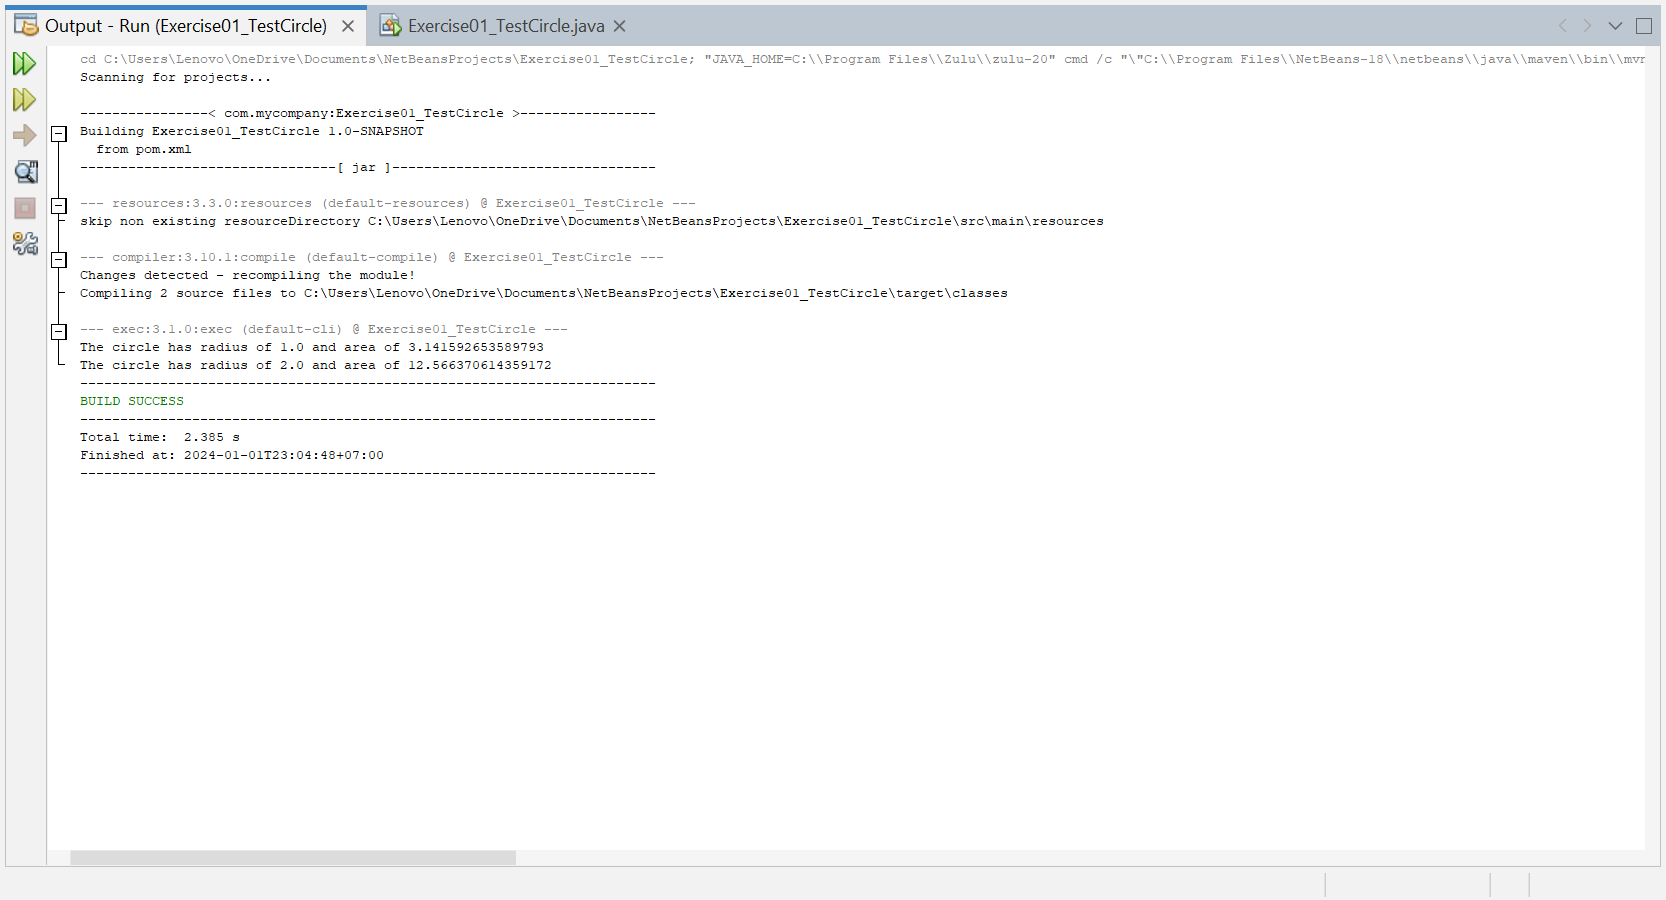 Output - Run (Exercise01_TestCircle)
Exercise01_TestCircle.java
cd C:\Users\Lenovo\OneDrive\Documents\NetBeansProjects\Exercise01_TestCircle; "JAVA_HOME=C:\\Program Files\\Zulu\\zulu-20" cmd /c "\"C:\\Program Files\\NetBeans-18\\netbeans\\java\\maven\\bin\\mvn
Scanning for projects...
----------------< com.mycompany:Exercise01_TestCircle >-----------------
Building Exercise01_TestCircle 1.0-SNAPSHOT
  from pom.xml
--------------------------------[ jar ]---------------------------------
--- resources:3.3.0:resources (default-resources) @ Exercise01_TestCircle ---
skip non existing resourceDirectory C:\Users\Lenovo\OneDrive\Documents\NetBeansProjects\Exercise01_TestCircle\src\main\resources
--- compiler:3.10.1:compile (default-compile) @ Exercise01_TestCircle ---
Changes detected - recompiling the module!
Compiling 2 source files to C:\Users\Lenovo\OneDrive\Documents\NetBeansProjects\Exercise01_TestCircle\target\classes
--- exec:3.1.0:exec (default-cli) @ Exercise01_TestCircle ---
The circle has radius of 1.0 and area of 3.141592653589793
The circle has radius of 2.0 and area of 12.566370614359172
------------------------------------------------------------------------
BUILD SUCCESS
------------------------------------------------------------------------
Total time:  2.385 s
Finished at: 2024-01-01T23:04:48+07:00
------------------------------------------------------------------------